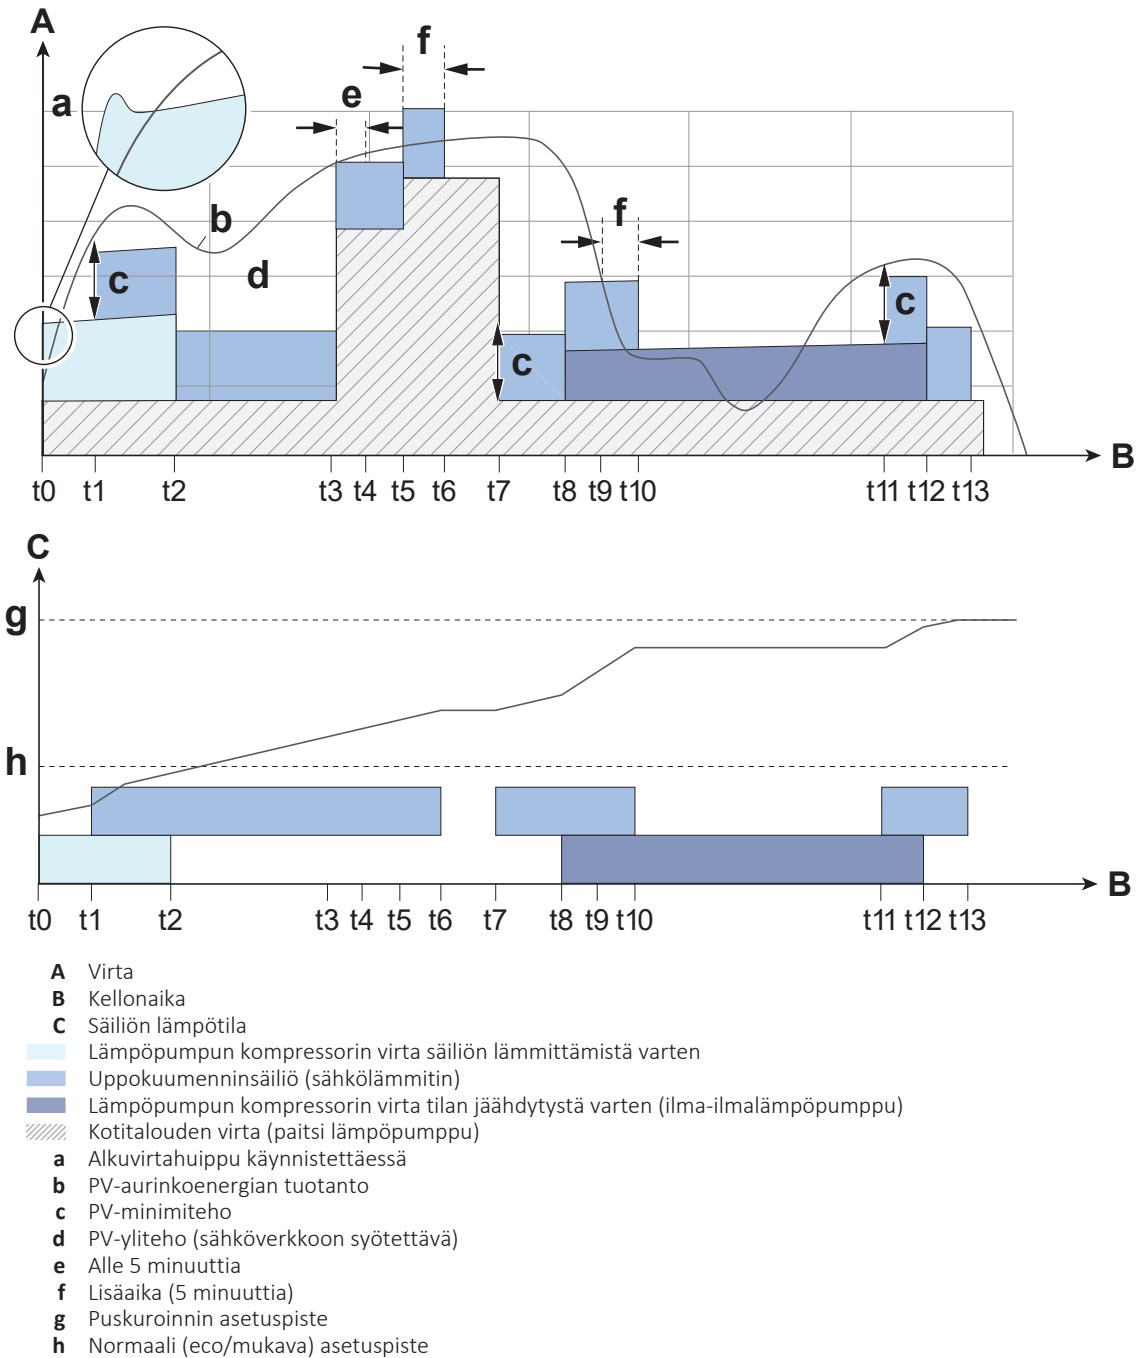 A
f
a
e
b
f
c
d
c
c
B
t0 t1 t2 t3 t4 t5 t6 t7 t8 t9 t10 t11 t12 t13
C
g
h
B
t0 t1 t2 t3 t4 t5 t6 t7 t8 t9 t10 t11 t12 t13
A Virta
B Kellonaika
C Säiliön lämpötila
Lämpöpumpun kompressorin virta säiliön lämmittämistä varten
Uppokuumenninsäiliö (sähkölämmitin)
Lämpöpumpun kompressorin virta tilan jäähdytystä varten (ilma-ilmalämpöpumppu)
Kotitalouden virta (paitsi lämpöpumppu)
a Alkuvirtahuippu käynnistettäessä
b PV-aurinkoenergian tuotanto
c PV-minimiteho
d PV-yliteho (sähköverkkoon syötettävä)
e Alle 5 minuuttia
f Lisäaika (5 minuuttia)
g Puskuroinnin asetuspiste
h Normaali (eco/mukava) asetuspiste